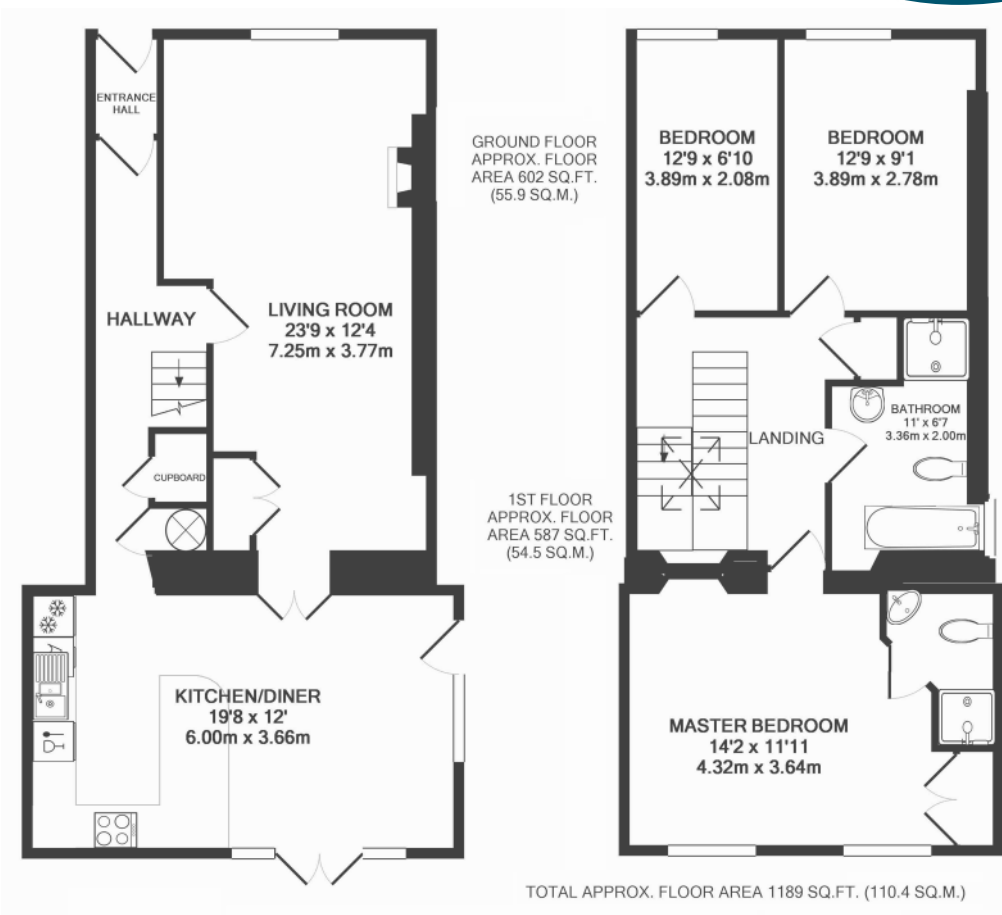 ENTRANCE
HALL
GROUND FLOOR
APPROX. FLOOR
AREA 602 SQ.FT.
(55.9 SQ.M.)
HALLWAY
LIVING ROOM
23'9 x 12'4
7.25m x 3.77m
CUPBOARD
KITCHEN/DINER
19'8 x 12'
6.00m x 3.66m
BEDROOM
12'9 x 6'10
3.89m x 2.08m
BEDROOM
12'9 x 9'1
3.89m x 2.78m
BATHROOM
11' x 6'7
3.36m x 2.00m
LANDING
1ST FLOOR
APPROX. FLOOR
AREA 587 SQ.FT.
(54.5 SQ.M.)
MASTER BEDROOM
14'2 x 11'11
4.32m x 3.64m
TOTAL APPROX. FLOOR AREA 1189 SQ.FT. (110.4 SQ.M.)